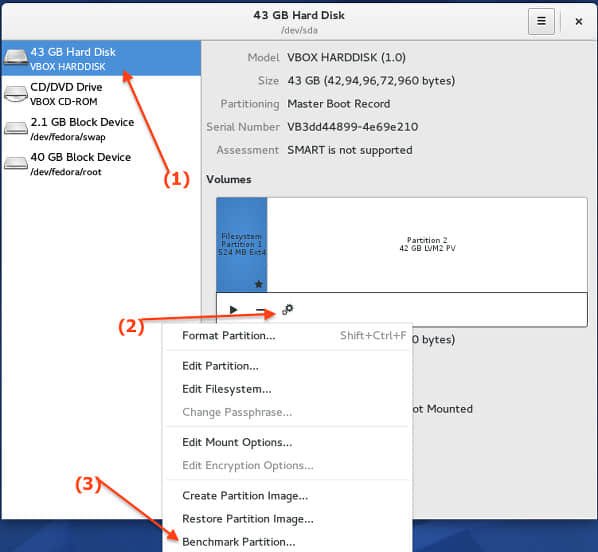 43 GB Hard Disk
/dev/sda
43 GB Hard Disk
VBOX HARDDISK
CD/DVD Drive
VBOX CD-ROM
2.1 GB Block Device
/dev/fedora/swap
40 GB Block Device
/dev/fedora/root
(1)
Model VBOX HARDDISK (1.0)
Size 43 GB (42,94,96,72,960 bytes)
Partitioning Master Boot Record
Serial Number VB3dd44899-4e69e210
Assessment SMART is not supported
Volumes
Filesystem
Partition 1
524 MB Ext4
Partition 2
42 GB LVM2 PV
(2)
0 bytes)
ot Mounted
Format Partition... Shift+Ctrl+F
Edit Partition...
Edit Filesystem...
Change Passphrase...
Edit Mount Options...
Edit Encryption Options...
(3)
Create Partition Image...
Restore Partition Image...
Benchmark Partition...